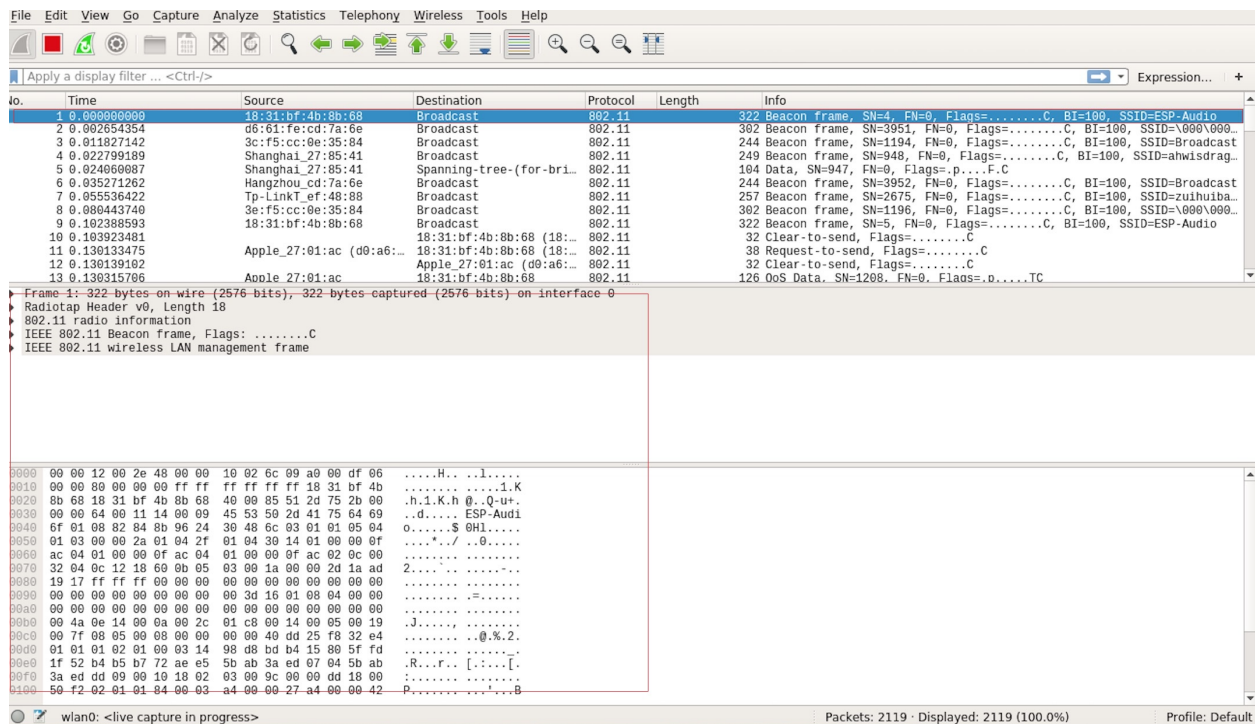 File Edit View Go Capture Analyze Statistics Telephony Wireless Tools Help
Apply a display filter ... <Ctrl-/> Expression... +
No. Time Source Destination Protocol Length Info
1 0.000000000 18:31:bf:4b:8b:68 Broadcast 802.11 322 Beacon frame, SN=4, FN=0, Flags=........C, BI=100, SSID=ESP-Audio
2 0.002654354 d6:61:fe:cd:7a:6e Broadcast 802.11 302 Beacon frame, SN=3951, FN=0, Flags=........C, BI=100, SSID=\000\000…
3 0.011827142 3c:f5:cc:0e:35:84 Broadcast 802.11 244 Beacon frame, SN=1194, FN=0, Flags=........C, BI=100, SSID=Broadcast
4 0.022799189 Shanghai_27:85:41 Broadcast 802.11 249 Beacon frame, SN=948, FN=0, Flags=........C, BI=100, SSID=ahwisdrag…
5 0.024060087 Shanghai_27:85:41 Spanning-tree-(for-bri… 802.11 104 Data, SN=947, FN=0, Flags=.p....F.C
6 0.035271262 Hangzhou_cd:7a:6e Broadcast 802.11 244 Beacon frame, SN=3952, FN=0, Flags=........C, BI=100, SSID=Broadcast
7 0.055536422 Tp-LinkT_ef:48:88 Broadcast 802.11 257 Beacon frame, SN=2675, FN=0, Flags=........C, BI=100, SSID=zuihuiba…
8 0.080443740 3e:f5:cc:0e:35:84 Broadcast 802.11 302 Beacon frame, SN=1196, FN=0, Flags=........C, BI=100, SSID=\000\000…
9 0.102388593 18:31:bf:4b:8b:68 Broadcast 802.11 322 Beacon frame, SN=5, FN=0, Flags=........C, BI=100, SSID=ESP-Audio
10 0.103923481 18:31:bf:4b:8b:68 (18:… 802.11 32 Clear-to-send, Flags=........C
11 0.130133475 Apple_27:01:ac (d0:a6:… 18:31:bf:4b:8b:68 (18:… 802.11 38 Request-to-send, Flags=........C
12 0.130139102 Apple_27:01:ac (d0:a6:… 802.11 32 Clear-to-send, Flags=........C
13 0.130315706 Apple_27:01:ac 18:31:bf:4b:8b:68 802.11 126 QoS Data, SN=1208, FN=0, Flags=.p.....TC
Frame 1: 322 bytes on wire (2576 bits), 322 bytes captured (2576 bits) on interface 0
Radiotap Header v0, Length 18
802.11 radio information
IEEE 802.11 Beacon frame, Flags: ........C
IEEE 802.11 wireless LAN management frame
0000 00 00 12 00 2e 48 00 00 10 02 6c 09 a0 00 df 06 .....H.. ..l.....
0010 00 00 80 00 00 00 ff ff ff ff ff ff 18 31 bf 4b ........ .....1.K
0020 8b 68 18 31 bf 4b 8b 68 40 00 85 51 2d 75 2b 00 .h.1.K.h @..Q-u+.
0030 00 00 64 00 11 14 00 09 45 53 50 2d 41 75 64 69 ..d..... ESP-Audi
0040 6f 01 08 82 84 8b 96 24 30 48 6c 03 01 01 05 04 o......$ 0Hl.....
0050 01 03 00 00 2a 01 04 2f 01 04 30 14 01 00 00 0f ....*../ ..0.....
0060 ac 04 01 00 00 0f ac 04 01 00 00 0f ac 02 0c 00 ........ ........
0070 32 04 0c 12 18 60 0b 05 03 00 1a 00 00 2d 1a ad 2....`.. .....-..
0080 19 17 ff ff ff 00 00 00 00 00 00 00 00 00 00 00 ........ ........
0090 00 00 00 00 00 00 00 00 00 3d 16 01 08 04 00 00 ........ .=......
00a0 00 00 00 00 00 00 00 00 00 00 00 00 00 00 00 00 ........ ........
00b0 00 4a 0e 14 00 0a 00 2c 01 c8 00 14 00 05 00 19 .J....., ........
00c0 00 7f 08 05 00 08 00 00 00 00 40 dd 25 f8 32 e4 ........ ..@.%.2.
00d0 01 01 01 02 01 00 03 14 98 d8 bd b4 15 80 5f fd ........ ......_.
00e0 1f 52 b4 b5 b7 72 ae e5 5b ab 3a ed 07 04 5b ab .R...r.. [.:...[.
00f0 3a ed dd 09 00 10 18 02 03 00 9c 00 00 dd 18 00 :....... ........
0100 50 f2 02 01 01 84 00 03 a4 00 00 27 a4 00 00 42 P....... ...'...B
wlan0: <live capture in progress> Packets: 2119 · Displayed: 2119 (100.0%) Profile: Default